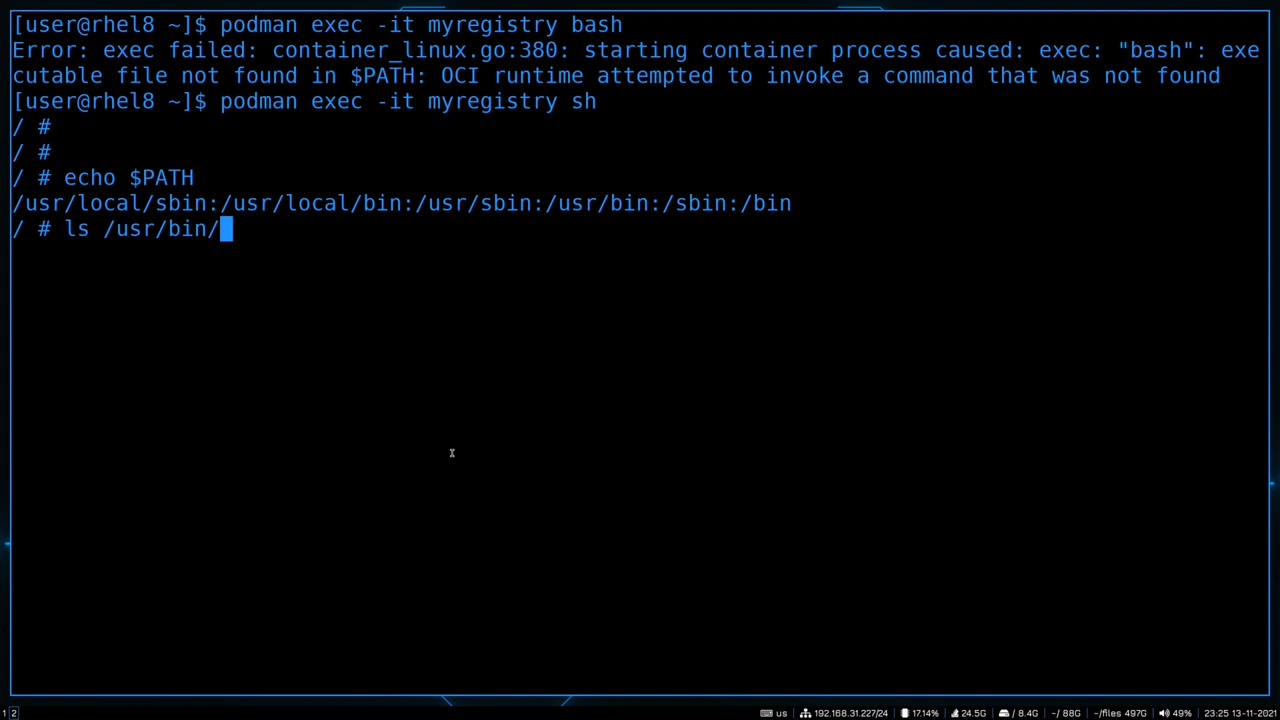 [user@rhel8 ~]$ podman exec -it myregistry bash
Error: exec failed: container_linux.go:380: starting container process caused: exec: "bash": exe
cutable file not found in $PATH: OCI runtime attempted to invoke a command that was not found
[user@rhel8 ~]$ podman exec -it myregistry sh
/ #
/ #
/ # echo $PATH
/usr/local/sbin:/usr/local/bin:/usr/sbin:/usr/bin:/sbin:/bin
/ # ls /usr/bin/
1 2 us 192.168.31.227/24 17.14% 24.5G / 8.4G ~/ 88G ~/files 497G 49% 23:25 13-11-2021